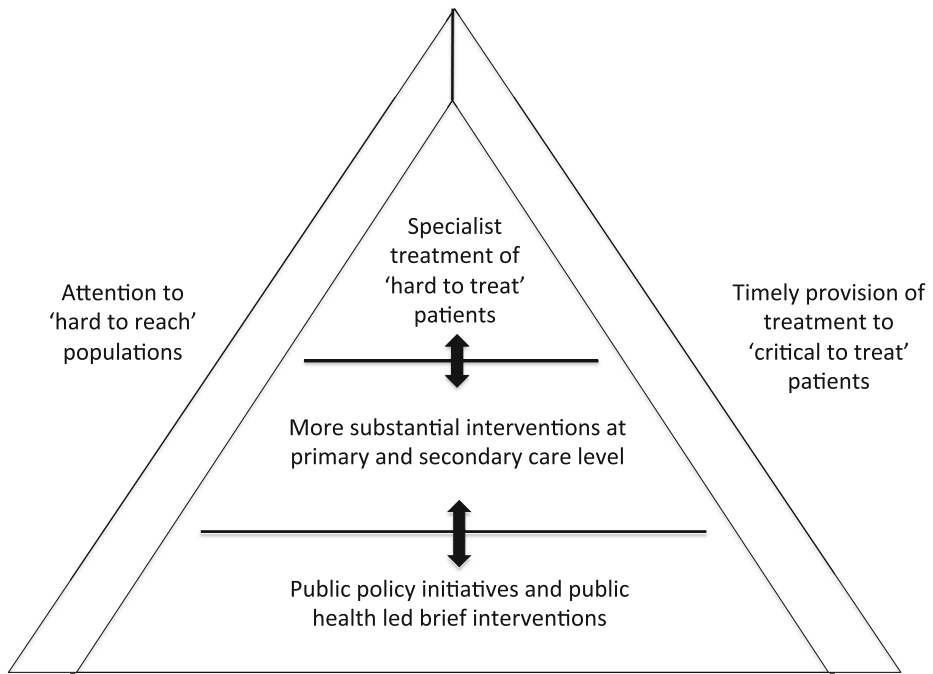 Specialist
treatment of
‘hard to treat’
patients
Attention to
‘hard to reach’
populations
Timely provision of
treatment to
‘critical to treat’
patients
More substantial interventions at
primary and secondary care level
Public policy initiatives and public
health led brief interventions